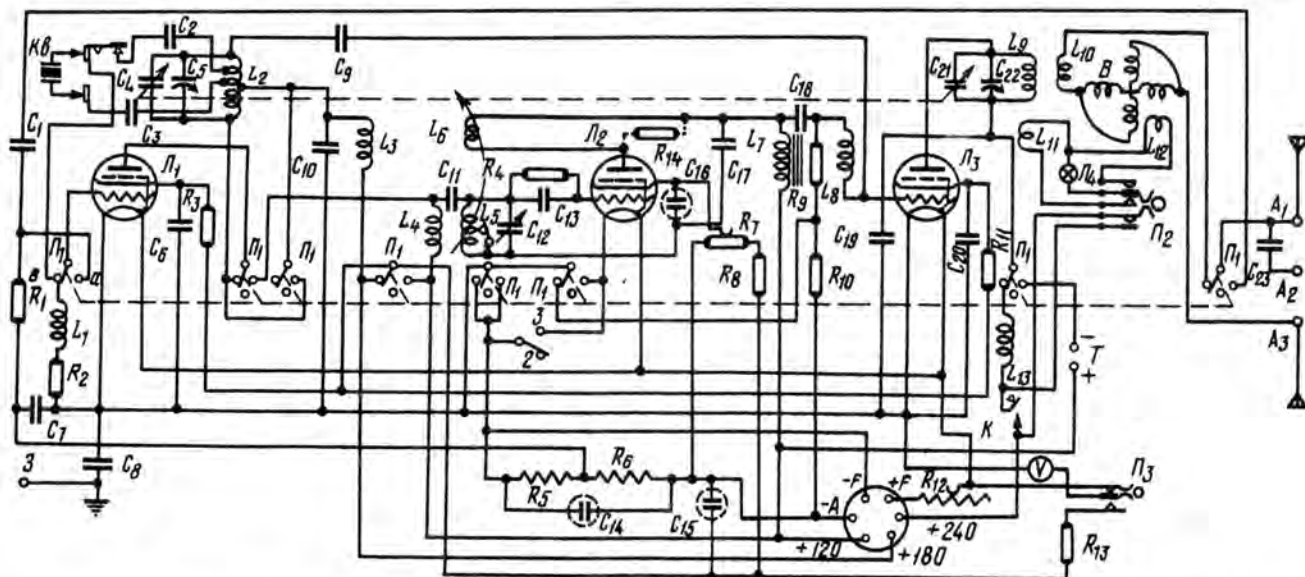 Кв
C2
C4
C5
L2
C9
C1
C3
Л1
R3
C6
C10
L3
L6
Л2
R14
R4
C11
L4
L5
C12
C13
C16
C17
L7
C18
R9
L8
R7
R8
R10
C19
Л3
C20
R11
C21
C22
L9
L10
В
L11
L12
Л4
П2
П1
C23
A1
A2
A3
в
П1
а
R1
L1
R2
C7
C8
З
П1
П1
П1
П1
П1
3
2
П1
L13
К
− Т +
R5
R6
C14
C15
−F
+F
−A
+120
+180
+240
R12
V
П3
R13